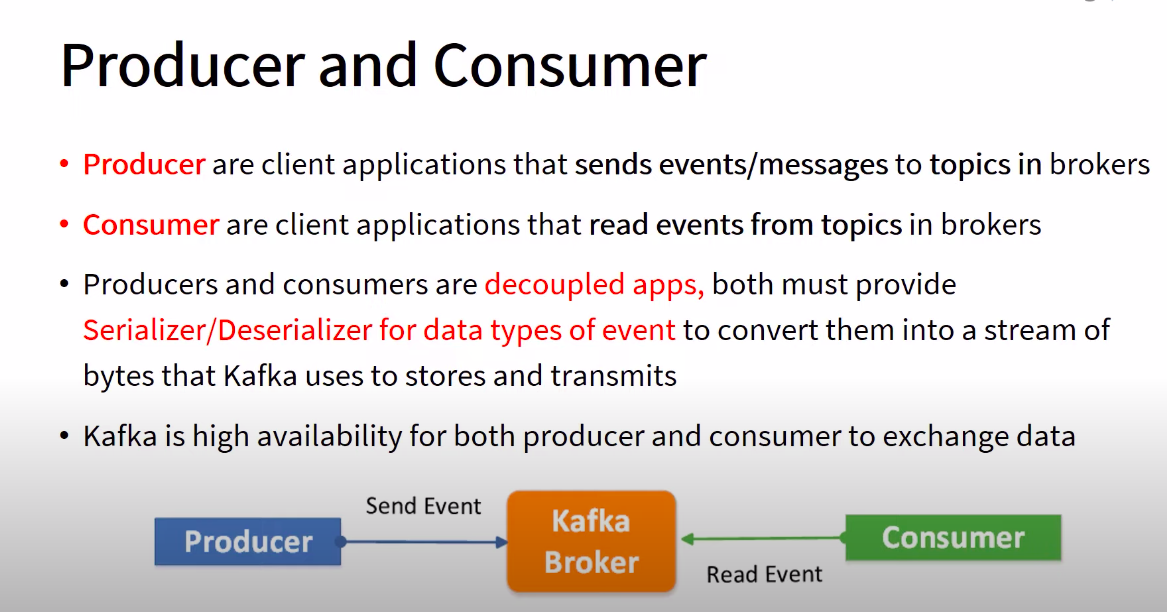 Producer and Consumer
• Producer are client applications that sends events/messages to topics in brokers
• Consumer are client applications that read events from topics in brokers
• Producers and consumers are decoupled apps, both must provide
Serializer/Deserializer for data types of event to convert them into a stream of
bytes that Kafka uses to stores and transmits
• Kafka is high availability for both producer and consumer to exchange data
Send Event
Producer
Kafka
Broker
Consumer
Read Event